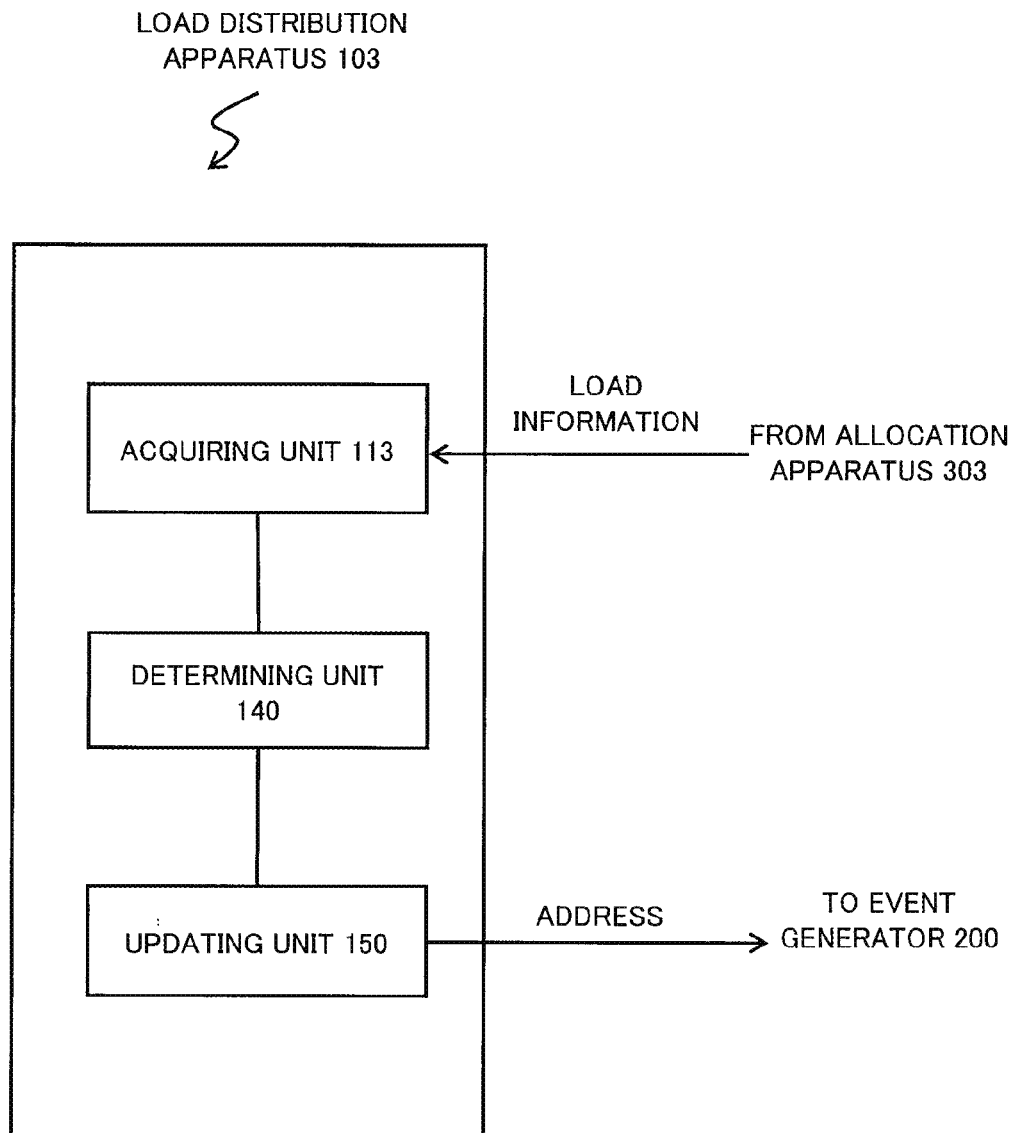 LOAD DISTRIBUTION
APPARATUS 103
ACQUIRING UNIT 113
LOAD
INFORMATION
FROM ALLOCATION
APPARATUS 303
DETERMINING UNIT
140
UPDATING UNIT 150
ADDRESS
TO EVENT
GENERATOR 200